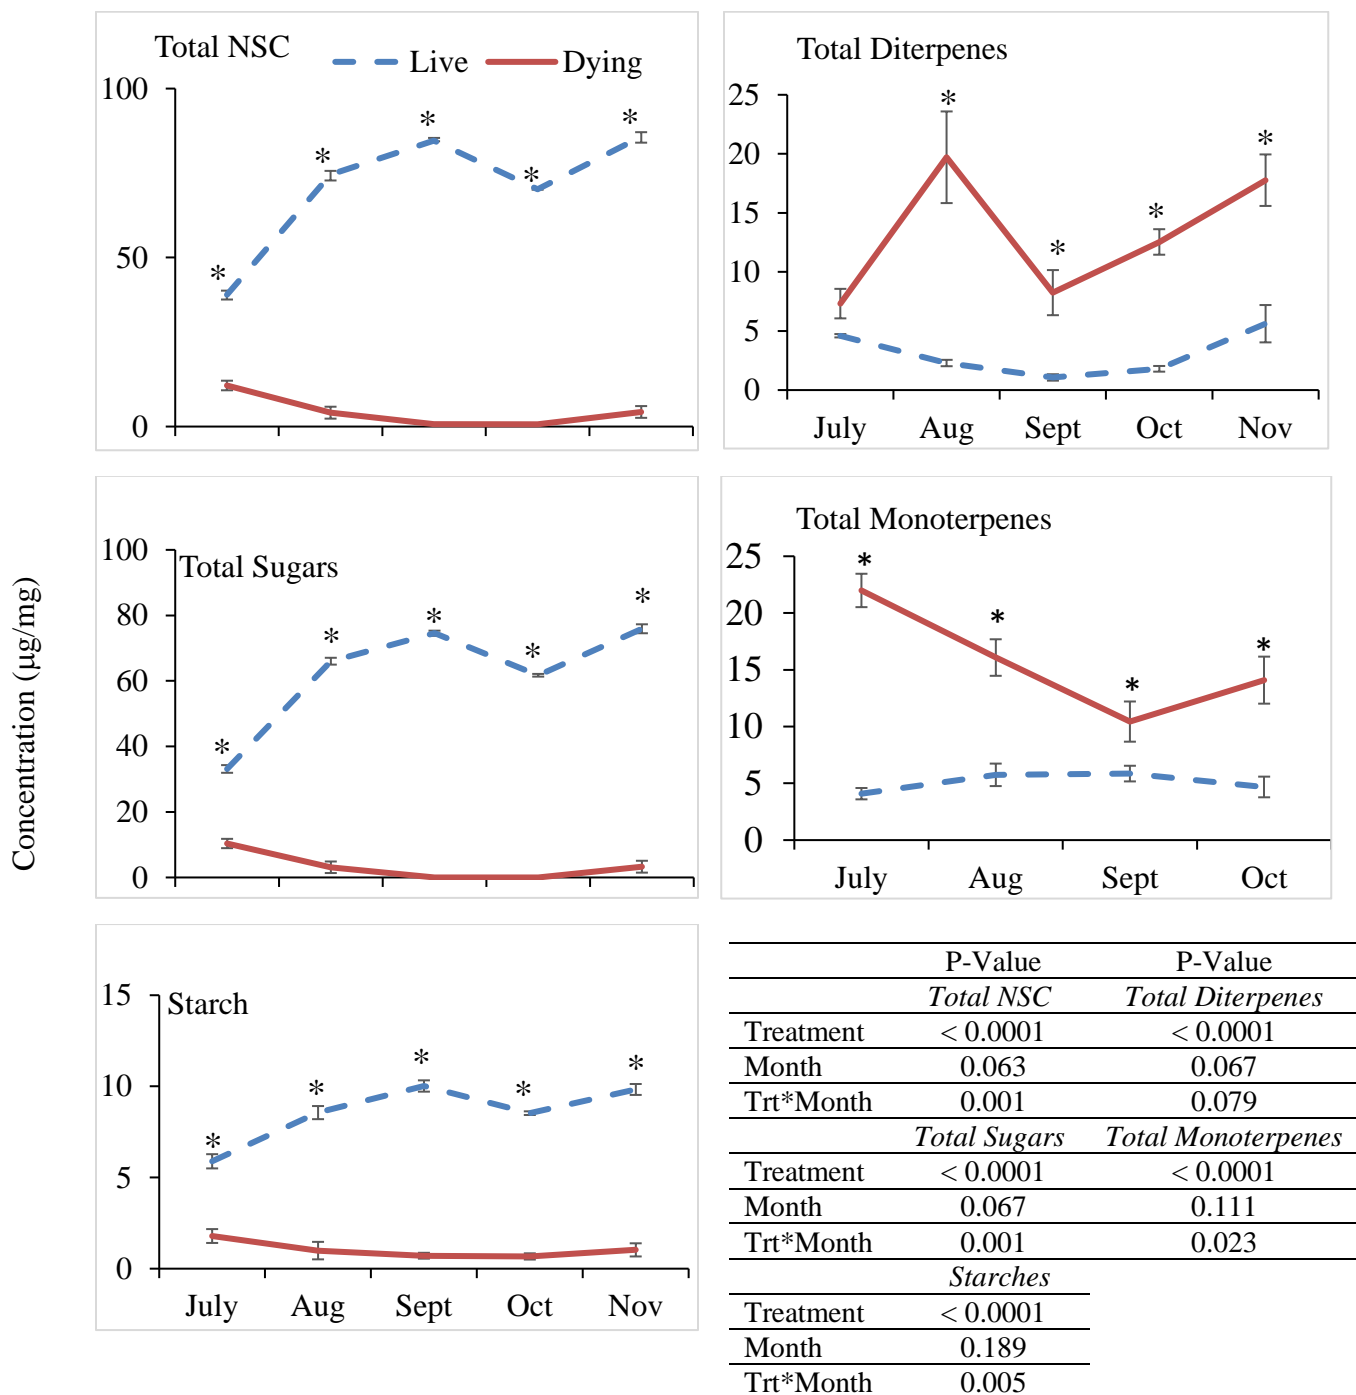 Total NSC
Live Dying
100
50
0
* * * * *
Total Diterpenes
25
20
15
10
5
0
* * * *
July Aug Sept Oct Nov
Concentration (µg/mg)
Total Sugars
100
80
60
40
20
0
* * * * *
Total Monoterpenes
25
20
15
10
5
0
* * * *
July Aug Sept Oct
Starch
15
10
5
0
* * * * *
July Aug Sept Oct Nov
P-Value P-Value
Total NSC Total Diterpenes
Treatment < 0.0001 < 0.0001
Month 0.063 0.067
Trt*Month 0.001 0.079
Total Sugars Total Monoterpenes
Treatment < 0.0001 < 0.0001
Month 0.067 0.111
Trt*Month 0.001 0.023
Starches
Treatment < 0.0001
Month 0.189
Trt*Month 0.005